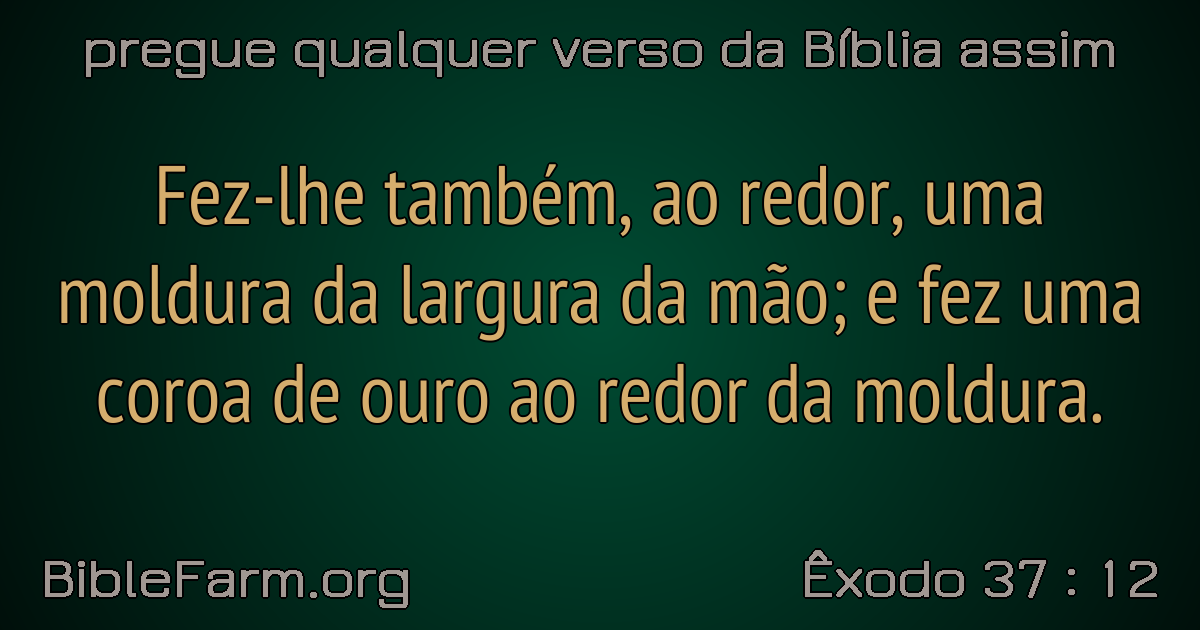 pregue qualquer verso da Bíblia assim
Fez-lhe também, ao redor, uma
moldura da largura da mão; e fez uma
coroa de ouro ao redor da moldura.
BibleFarm.org
Êxodo 37 : 12